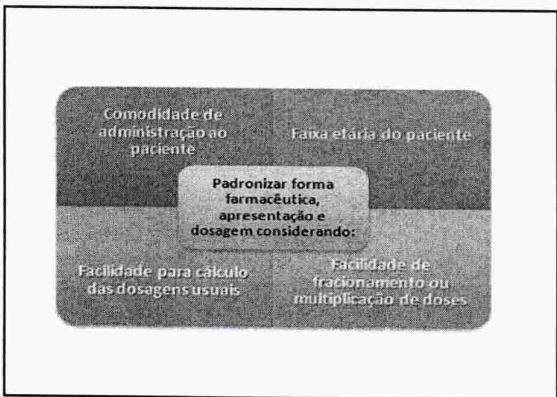 Comodidade de
administração ao
paciente
Faixa etária do paciente
Padronizar forma
farmacêutica,
apresentação e
dosagem considerando:
Facilidade para cálculo
das dosagens usuais
Facilidade de
fracionamento ou
multiplicação de doses